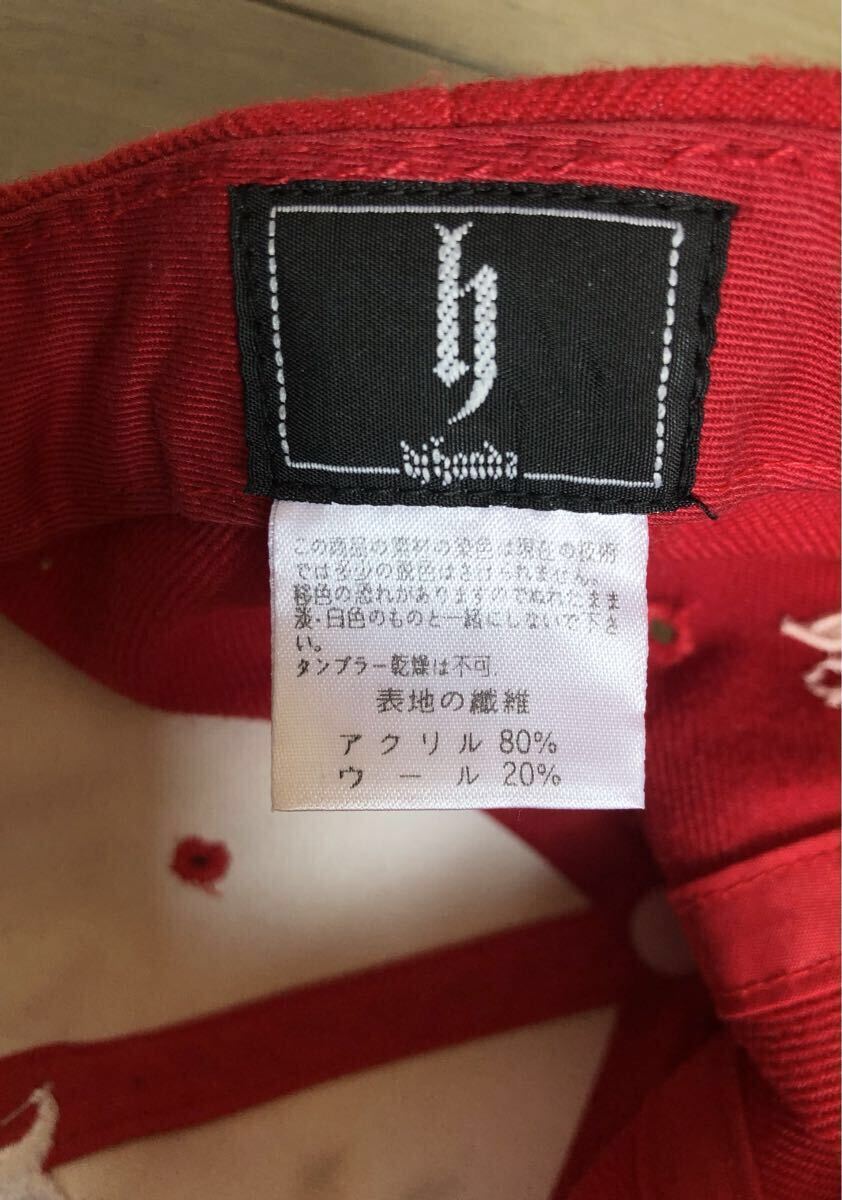 h
この商品の素材の染色は現在の技術
では多少の脱色はさけられません。
移色の恐れがありますのでぬれたまま
淡・白色のものと一緒にしないで下さ
い。
タンブラー乾燥は不可.
表地の繊維
アクリル 80%
ウール 20%